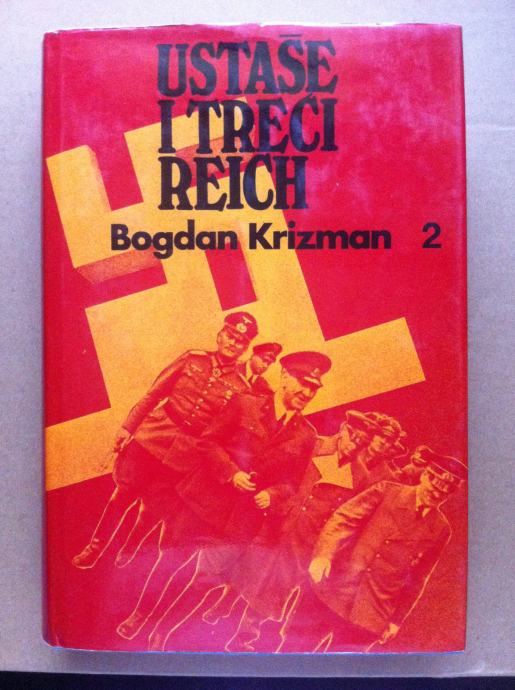 USTAŠE
I TREĆI
REICH
Bogdan Krizman 2